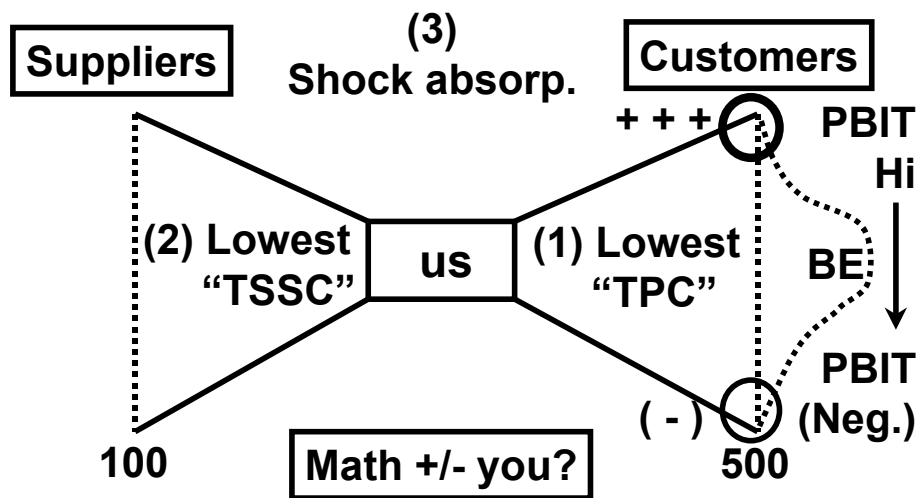 (3)
Suppliers
Shock absorp.
Customers
+ + +
PBIT
Hi
(2) Lowest
“TSSC”
us
(1) Lowest
“TPC”
BE
PBIT
(Neg.)
( - )
100
Math +/- you?
500